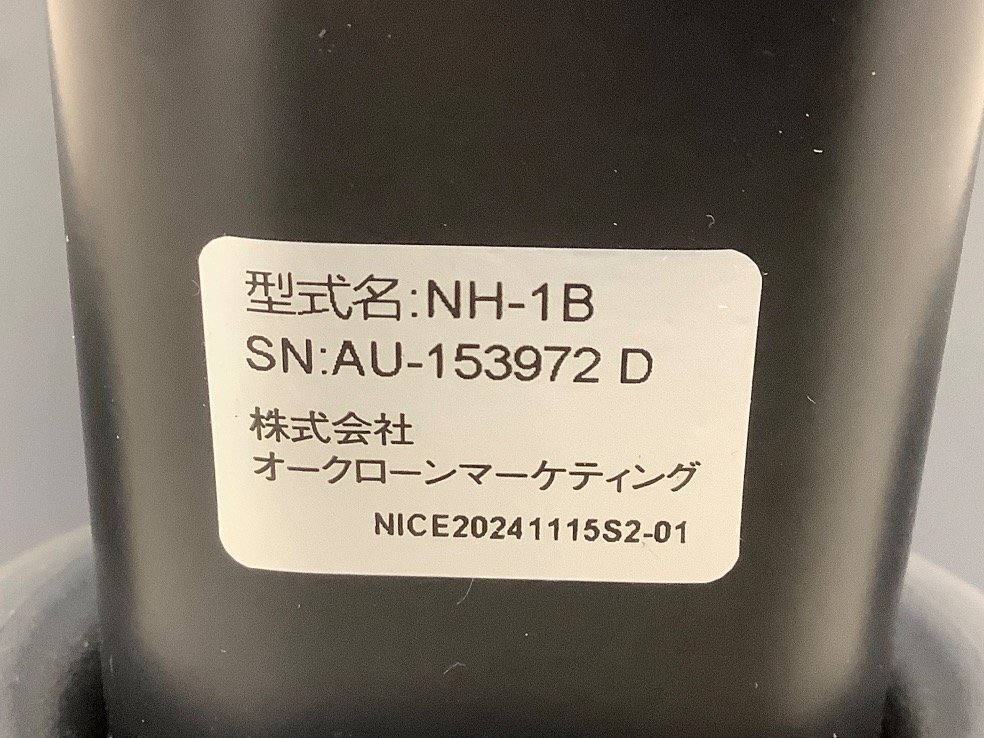 型式名:NH-1B
SN:AU-153972 D
株式会社
オークローンマーケティング
NICE20241115S2-01